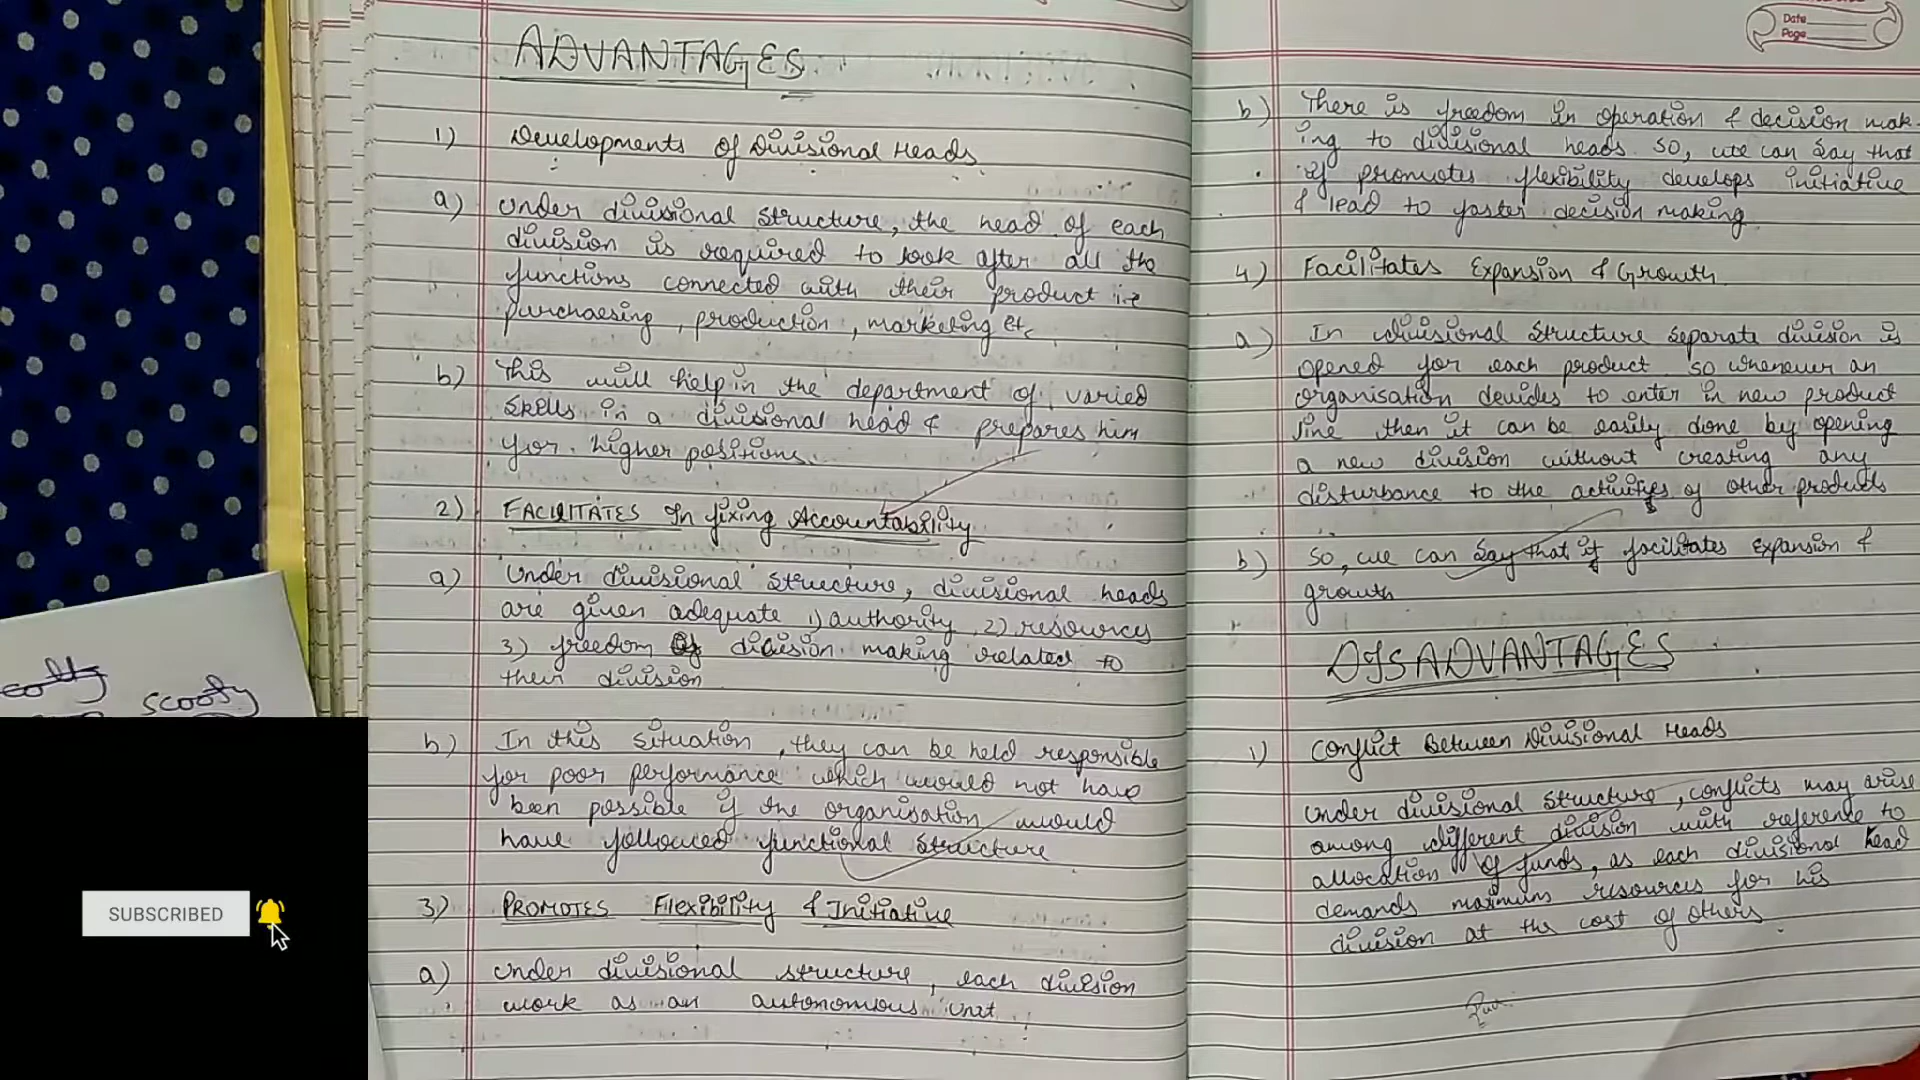 ADVANTAGES
1) Developments of Divisional Heads
a) Under divisional structure, the head of each
division is required to look after all the
functions connected with their product i.e
purchaesing, production, marketing etc
b) This will help in the department of varied
skells in a divisional head & prepares him
for higher positions.
2) FACILITATES In fixing Accountability
a) Under divisional structure, divisional heads
are given adequate 1) authority 2) resources
3) freedom of dicision making related to
their division
b) In this situation, they can be held responsible
for poor performance which would not have
been possible if the organisation would
have followed functional structure
3) PROMOTES Flexibility & Initiative
a) Under divisional structure, each division
work as an autonomous unit
Date
Page
b) There is freedom in operation & decision mak-
ing to divisional heads so, we can say that
if promotes flexibility develops initiative
& lead to faster decision making
4) Facilitates Expansion & Growth
a) In divisional structure separate division is
opened for each product so whenever an
organisation devides to enter in new product
line then it can be easily done by opening
a new division without creating any
disturbance to the activities of other products
b) So, we can say that it facilitates expansion &
growth
DISADVANTAGES
1) Conflict Between Divisional Heads
Under divisional structure, conflicts may arise
among different division with reference to
allocation of funds, as each divisional head
demands maximum resources for his
division at the cost of others
scooty
SUBSCRIBED